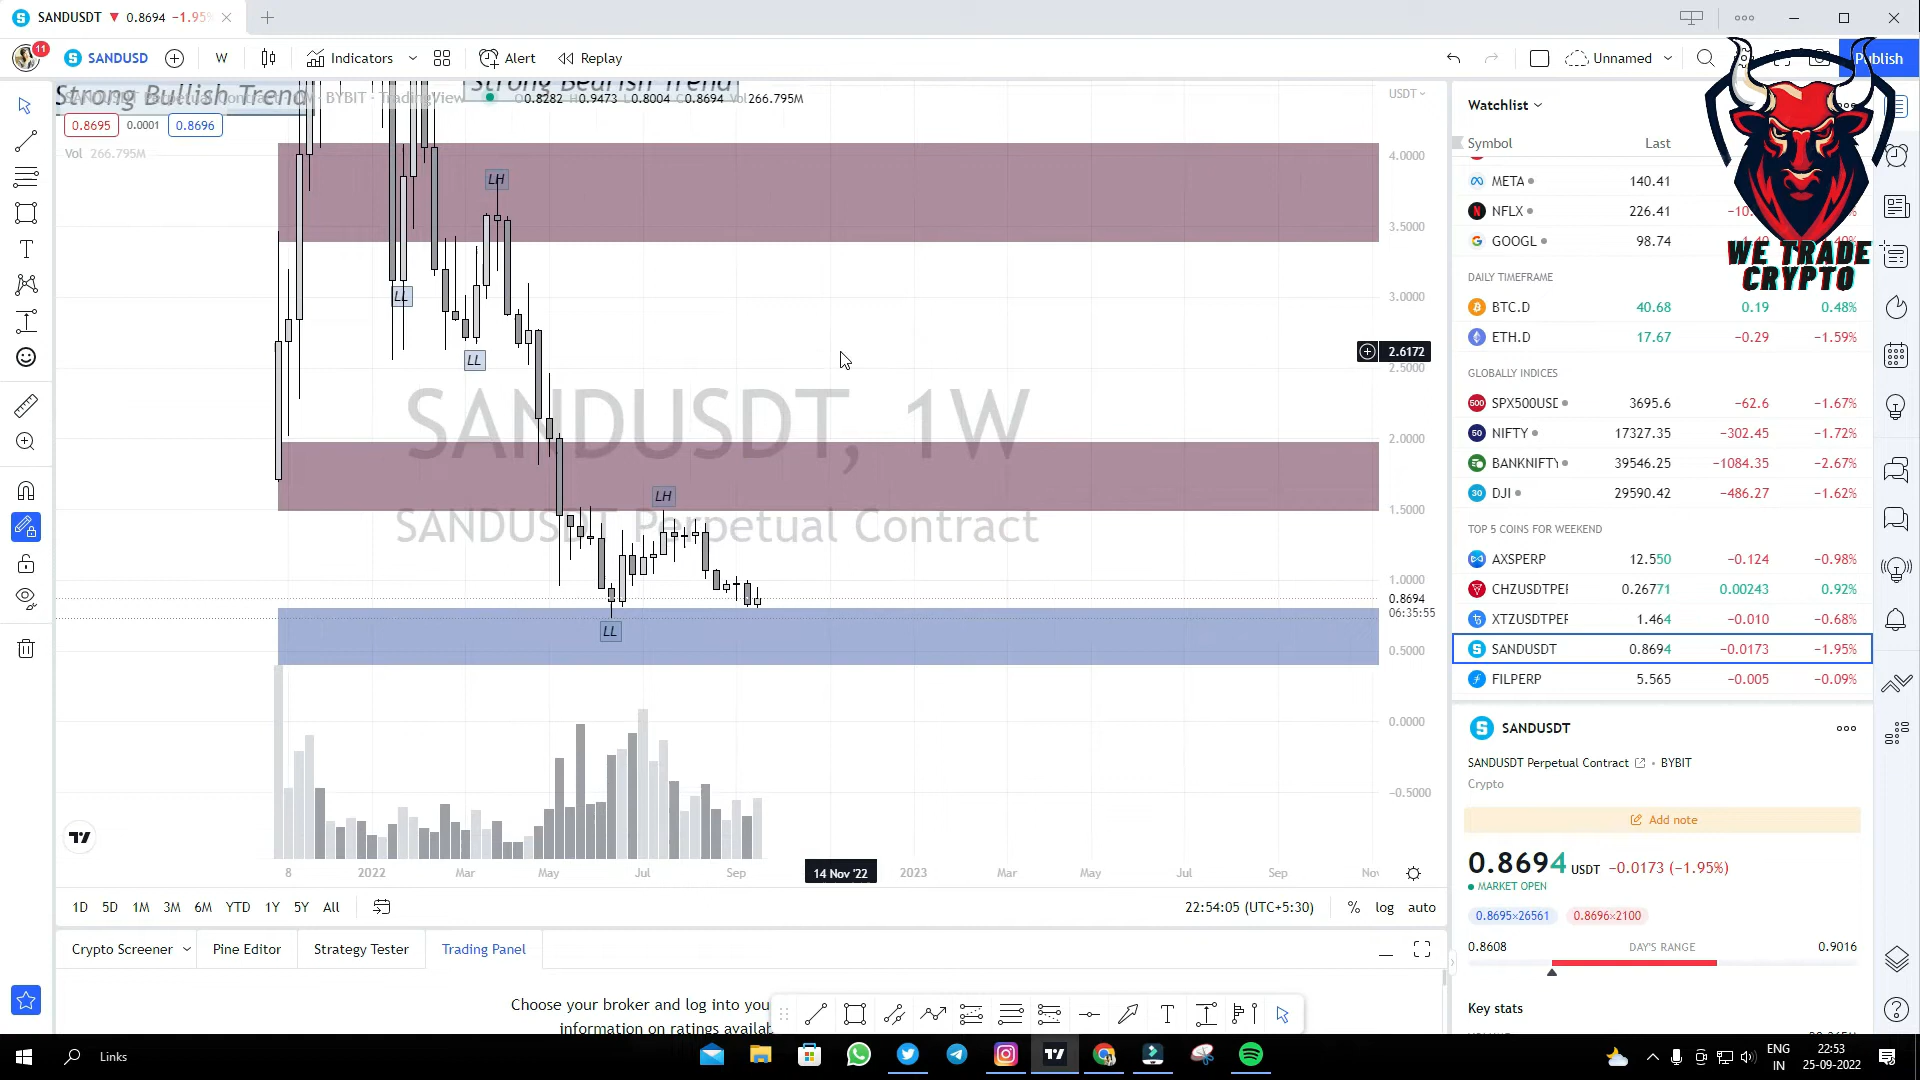 SANDUSDT ▼ 0.8694 −1.95%
11 SANDUSD W Indicators Alert Replay Unnamed Publish
Strong Bullish Trend
Strong Bearish Trend
SANDUSDT Perpetual Contract · BYBIT · TradingView O0.8282 H0.9473 L0.8004 C0.8694 Vol266.795M
0.8695 0.0001 0.8696
Vol 266.795M
USDT
4.0000
3.5000
3.0000
2.6172
2.5000
2.0000
1.5000
1.0000
0.8694
06:35:55
0.5000
0.0000
−0.5000
LH
LL
LL
LH
LL
SANDUSDT, 1W
SANDUSDT Perpetual Contract
8 2022 Mar May Jul Sep 14 Nov '22 2023 Mar May Jul Sep Nov
1D 5D 1M 3M 6M YTD 1Y 5Y All 22:54:05 (UTC+5:30) % log auto
Crypto Screener Pine Editor Strategy Tester Trading Panel
Choose your broker and log into you
information on ratings availab
Watchlist
Symbol Last
META 140.41
NFLX 226.41
GOOGL 98.74
WE TRADE
CRYPTO
DAILY TIMEFRAME
BTC.D 40.68 0.19 0.48%
ETH.D 17.67 −0.29 −1.59%
GLOBALLY INDICES
500 SPX500USD 3695.6 −62.6 −1.67%
50 NIFTY 17327.35 −302.45 −1.72%
BANKNIFTY 39546.25 −1084.35 −2.67%
30 DJI 29590.42 −486.27 −1.62%
TOP 5 COINS FOR WEEKEND
AXSPERP 12.550 −0.124 −0.98%
CHZUSDTPEF 0.26771 0.00243 0.92%
XTZUSDTPEF 1.464 −0.010 −0.68%
SANDUSDT 0.8694 −0.0173 −1.95%
FILPERP 5.565 −0.005 −0.09%
SANDUSDT
SANDUSDT Perpetual Contract • BYBIT
Crypto
Add note
0.8694 USDT −0.0173 (−1.95%)
MARKET OPEN
0.8695×26561 0.8696×2100
0.8608 DAY'S RANGE 0.9016
Key stats
Links
ENG
IN
22:53
25-09-2022